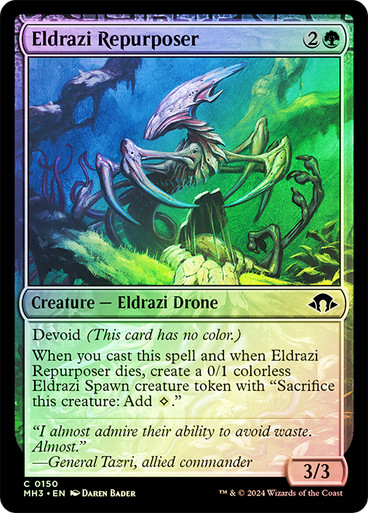 Eldrazi Repurposer 2
Creature — Eldrazi Drone
Devoid (This card has no color.)
When you cast this spell and when Eldrazi
Repurposer dies, create a 0/1 colorless
Eldrazi Spawn creature token with “Sacrifice
this creature: Add .”
“I almost admire their ability to avoid waste.
Almost.”
—General Tazri, allied commander
3/3
C 0150
MH3 • EN DAREN BADER
™ & © 2024 Wizards of the Coast